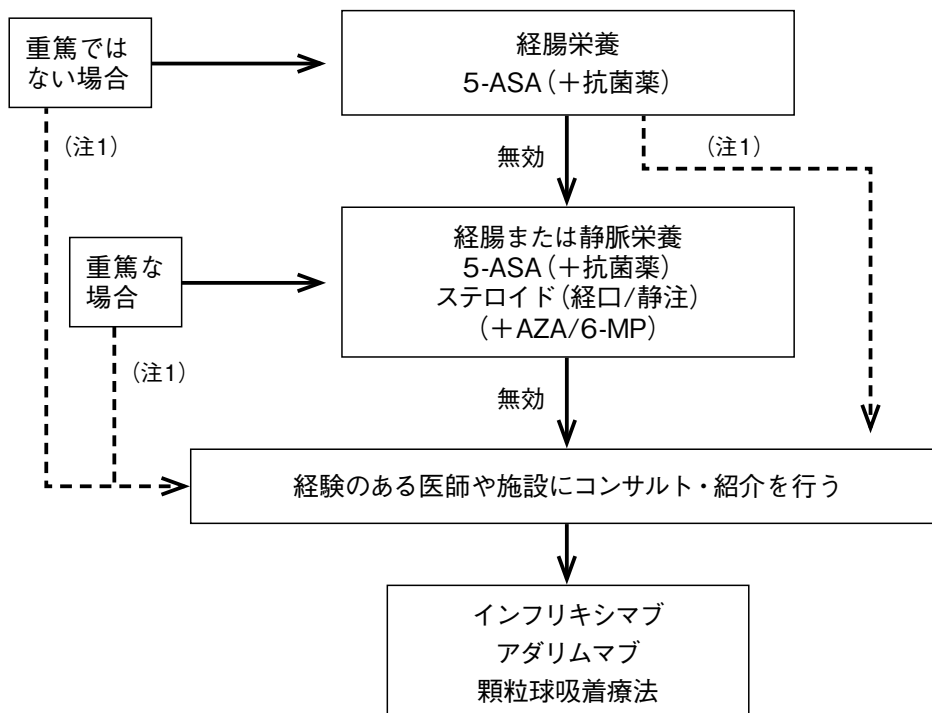 重篤では
ない場合
経腸栄養
5-ASA（＋抗菌薬）
（注1）
無効
（注1）
重篤な
場合
経腸または静脈栄養
5-ASA（＋抗菌薬）
ステロイド（経口/静注）
（＋AZA/6-MP）
（注1）
無効
経験のある医師や施設にコンサルト・紹介を行う
インフリキシマブ
アダリムマブ
顆粒球吸着療法